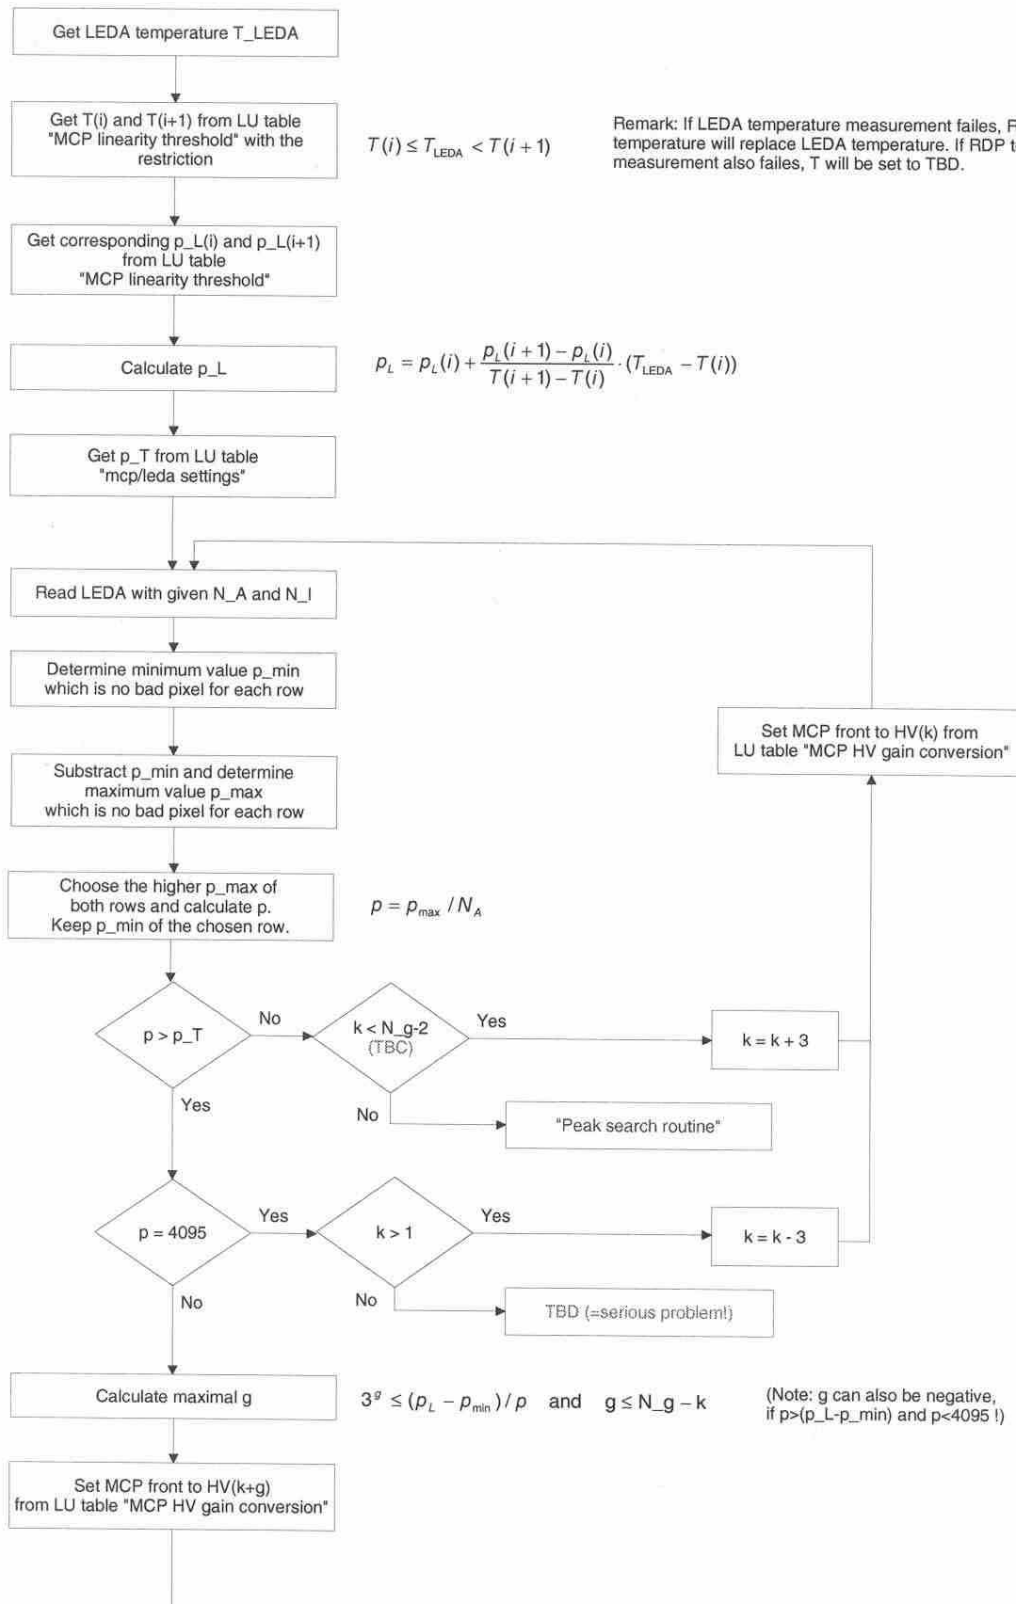 Get LEDA temperature T_LEDA
Get T(i) and T(i+1) from LU table
"MCP linearity threshold" with the
restriction
T(i) ≤ T_LEDA < T(i + 1)
Remark: If LEDA temperature measurement failes, R
temperature will replace LEDA temperature. If RDP t
measurement also failes, T will be set to TBD.
Get corresponding p_L(i) and p_L(i+1)
from LU table
"MCP linearity threshold"
Calculate p_L
p_L = p_L(i) + (p_L(i + 1) − p_L(i)) / (T(i + 1) − T(i)) · (T_LEDA − T(i))
Get p_T from LU table
"mcp/leda settings"
Read LEDA with given N_A and N_I
Determine minimum value p_min
which is no bad pixel for each row
Set MCP front to HV(k) from
LU table "MCP HV gain conversion"
Substract p_min and determine
maximum value p_max
which is no bad pixel for each row
Choose the higher p_max of
both rows and calculate p.
Keep p_min of the chosen row.
p = p_max / N_A
p > p_T
No
k < N_g-2
(TBC)
Yes
k = k + 3
Yes
No
"Peak search routine"
p = 4095
Yes
k > 1
Yes
k = k - 3
No
No
TBD (=serious problem!)
Calculate maximal g
3^g ≤ (p_L − p_min) / p and g ≤ N_g − k
(Note: g can also be negative,
if p>(p_L-p_min) and p<4095 !)
Set MCP front to HV(k+g)
from LU table "MCP HV gain conversion"